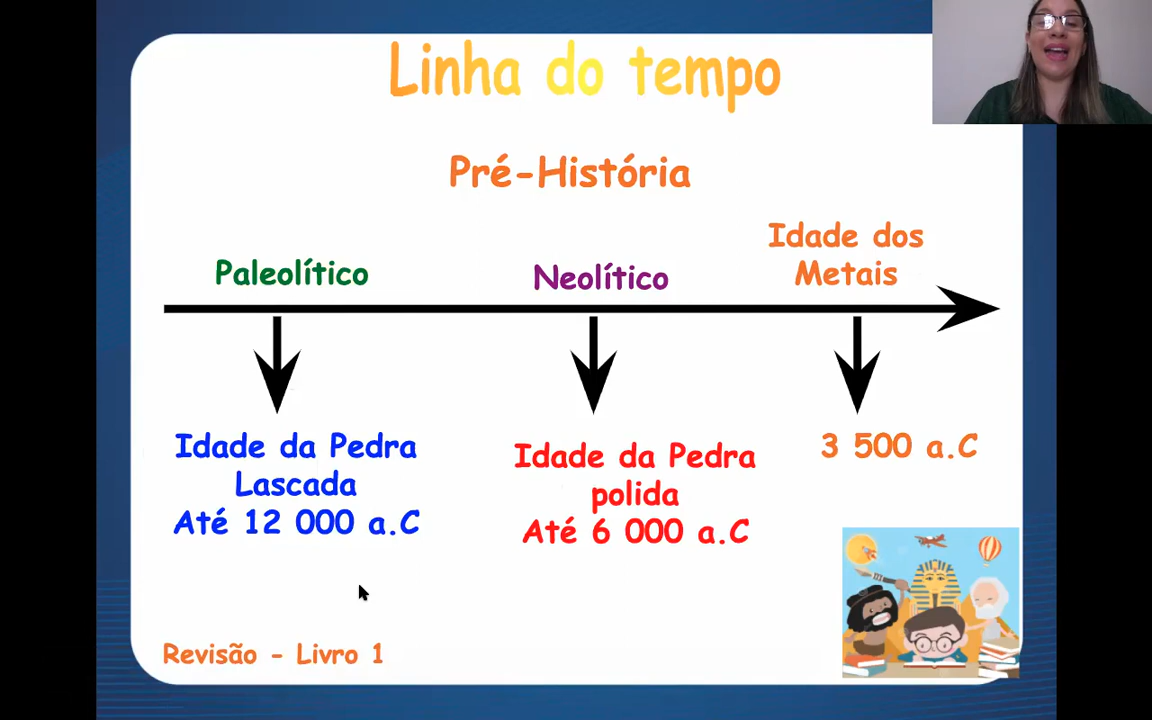 Linha do tempo
Pré-História
Paleolítico
Neolítico
Idade dos
Metais
Idade da Pedra
Lascada
Até 12 000 a.C
Idade da Pedra
polida
Até 6 000 a.C
3 500 a.C
Revisão - Livro 1